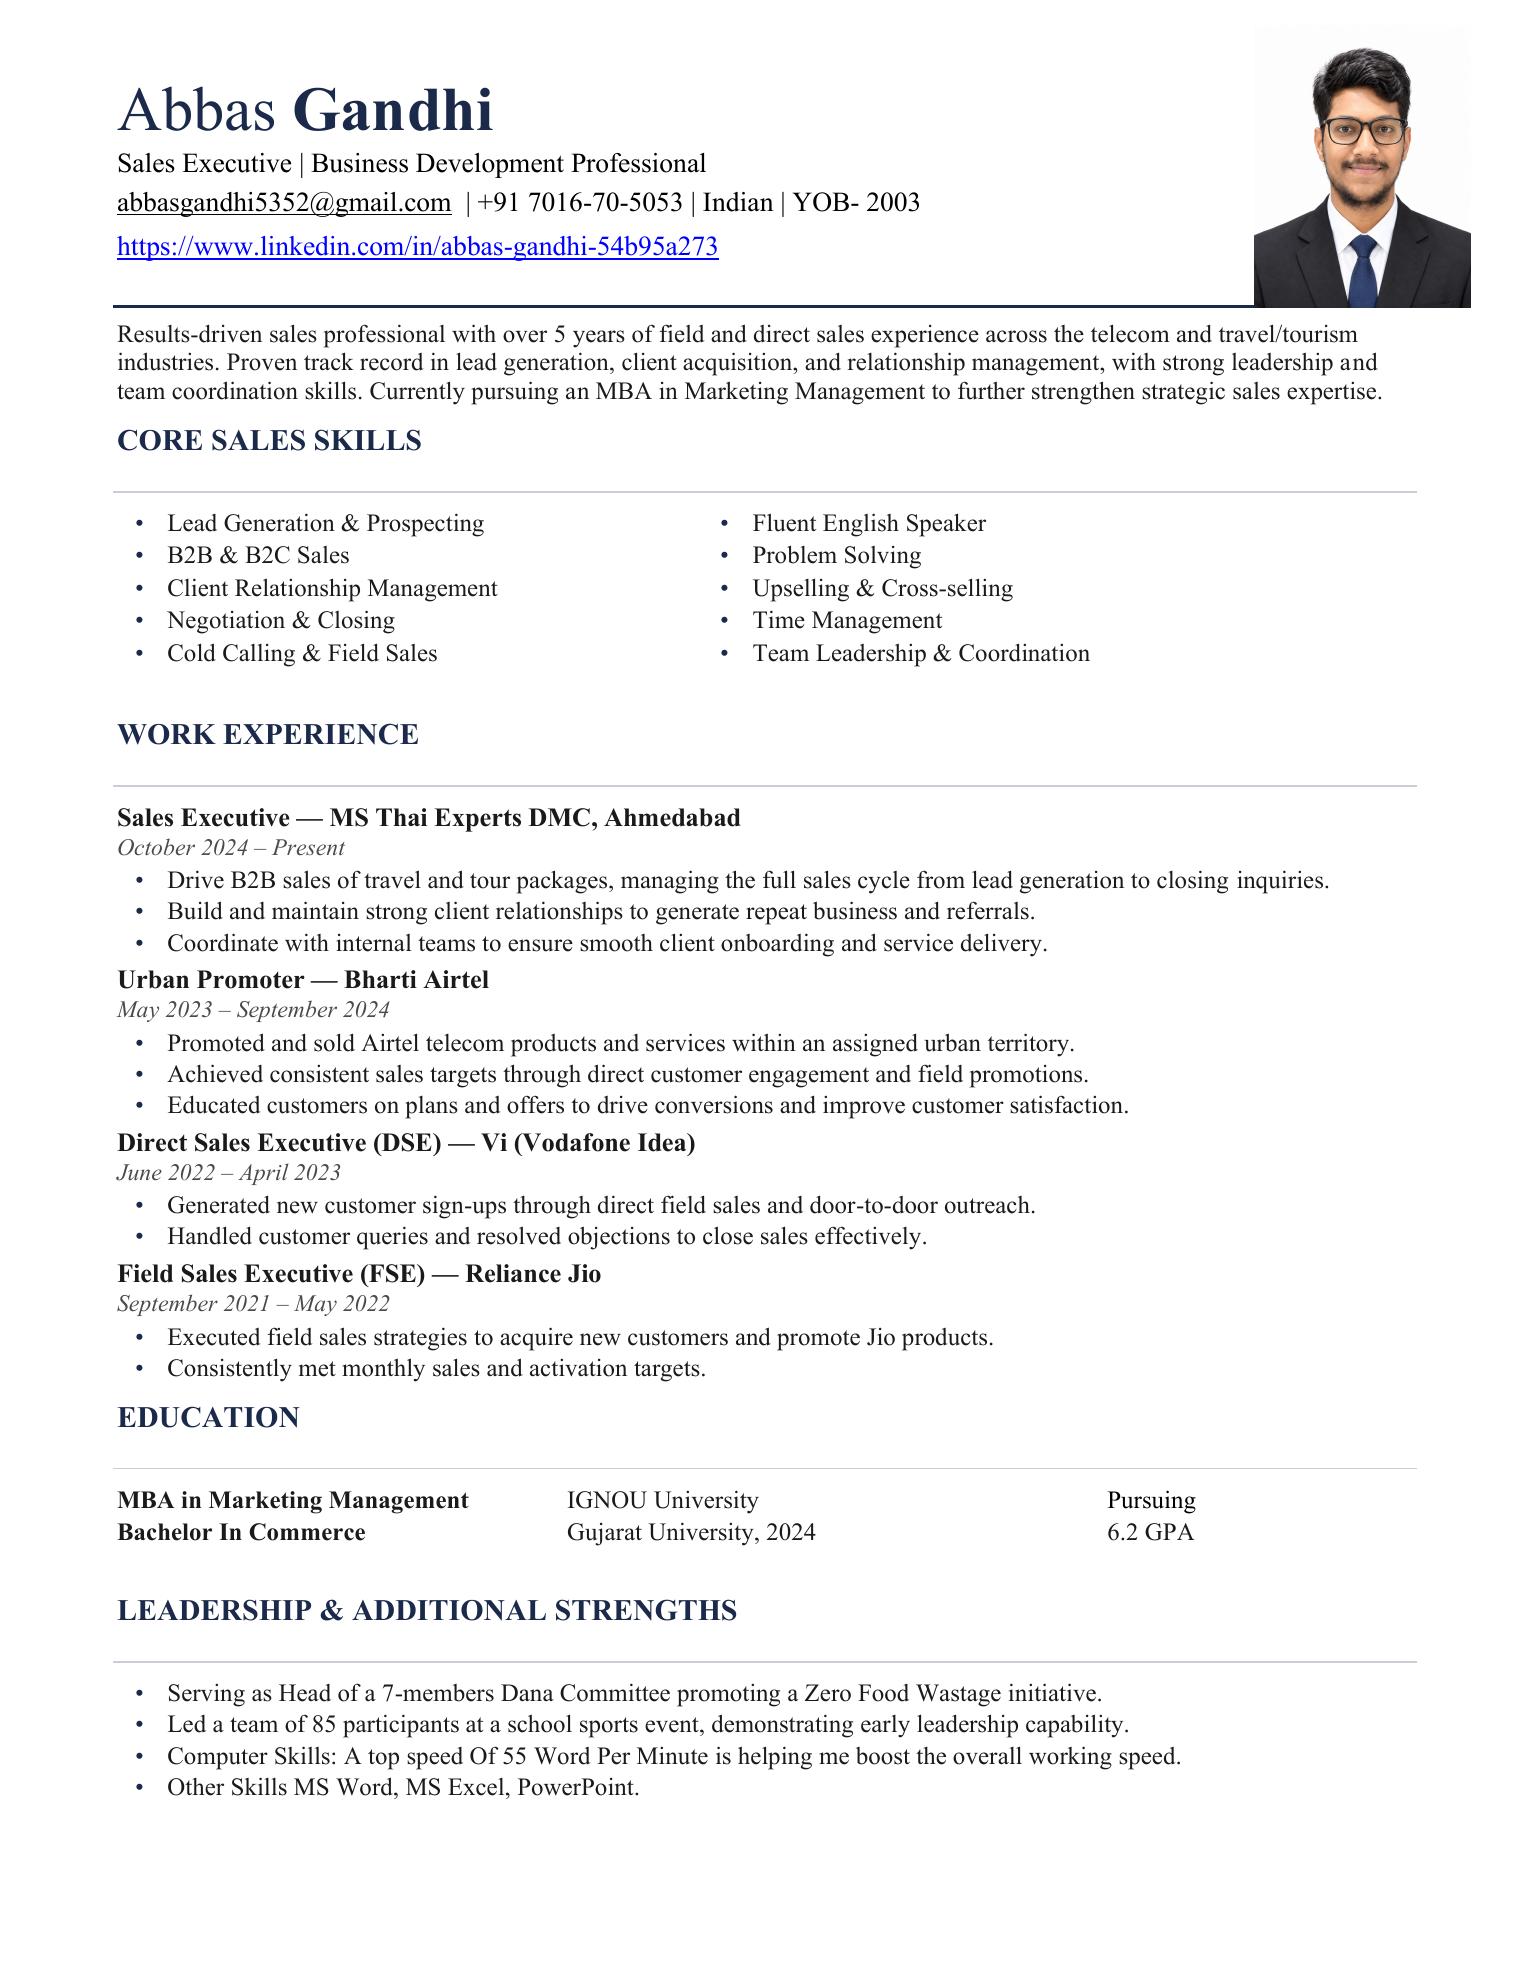 Abbas Gandhi
Sales Executive | Business Development Professional
abbasgandhi5352@gmail.com | +91 7016-70-5053 | Indian | YOB- 2003
https://www.linkedin.com/in/abbas-gandhi-54b95a273
Results-driven sales professional with over 5 years of field and direct sales experience across the telecom and travel/tourism
industries. Proven track record in lead generation, client acquisition, and relationship management, with strong leadership and
team coordination skills. Currently pursuing an MBA in Marketing Management to further strengthen strategic sales expertise.
CORE SALES SKILLS
• Lead Generation & Prospecting
• B2B & B2C Sales
• Client Relationship Management
• Negotiation & Closing
• Cold Calling & Field Sales
• Fluent English Speaker
• Problem Solving
• Upselling & Cross-selling
• Time Management
• Team Leadership & Coordination
WORK EXPERIENCE
Sales Executive — MS Thai Experts DMC, Ahmedabad
October 2024 – Present
• Drive B2B sales of travel and tour packages, managing the full sales cycle from lead generation to closing inquiries.
• Build and maintain strong client relationships to generate repeat business and referrals.
• Coordinate with internal teams to ensure smooth client onboarding and service delivery.
Urban Promoter — Bharti Airtel
May 2023 – September 2024
• Promoted and sold Airtel telecom products and services within an assigned urban territory.
• Achieved consistent sales targets through direct customer engagement and field promotions.
• Educated customers on plans and offers to drive conversions and improve customer satisfaction.
Direct Sales Executive (DSE) — Vi (Vodafone Idea)
June 2022 – April 2023
• Generated new customer sign-ups through direct field sales and door-to-door outreach.
• Handled customer queries and resolved objections to close sales effectively.
Field Sales Executive (FSE) — Reliance Jio
September 2021 – May 2022
• Executed field sales strategies to acquire new customers and promote Jio products.
• Consistently met monthly sales and activation targets.
EDUCATION
MBA in Marketing Management IGNOU University Pursuing
Bachelor In Commerce Gujarat University, 2024 6.2 GPA
LEADERSHIP & ADDITIONAL STRENGTHS
• Serving as Head of a 7-members Dana Committee promoting a Zero Food Wastage initiative.
• Led a team of 85 participants at a school sports event, demonstrating early leadership capability.
• Computer Skills: A top speed Of 55 Word Per Minute is helping me boost the overall working speed.
• Other Skills MS Word, MS Excel, PowerPoint.